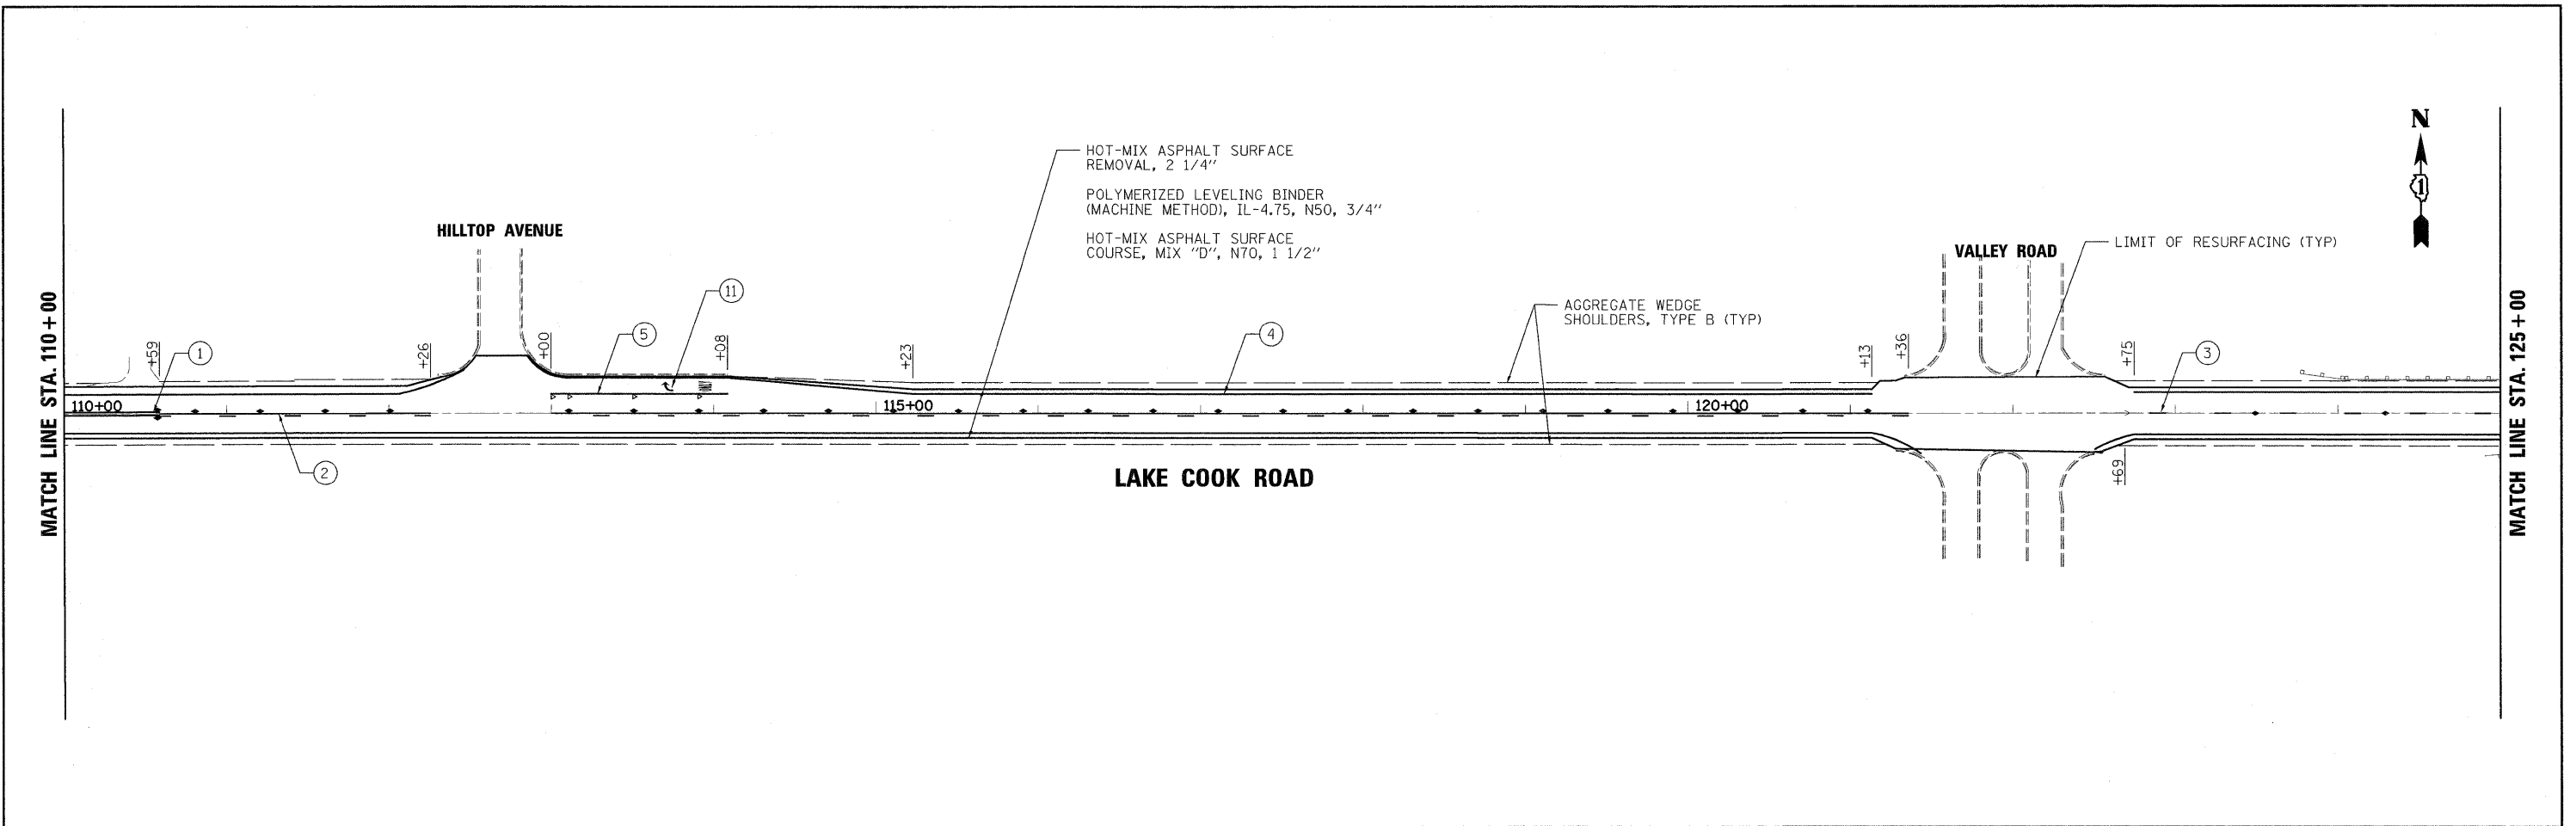 HOT-MIX ASPHALT SURFACE
REMOVAL, 2 1/4"
POLYMERIZED LEVELING BINDER
(MACHINE METHOD), IL-4.75, N50, 3/4"
HOT-MIX ASPHALT SURFACE
COURSE, MIX "D", N70, 1 1/2"
N
1
HILLTOP AVENUE
VALLEY ROAD
LIMIT OF RESURFACING (TYP)
AGGREGATE WEDGE
SHOULDERS, TYPE B (TYP)
MATCH LINE STA. 110+00
+59
1
+26
+00
5
11
+08
+23
4
+13
+36
+75
3
110+00
115+00
120+00
2
+69
LAKE COOK ROAD
MATCH LINE STA. 125+00